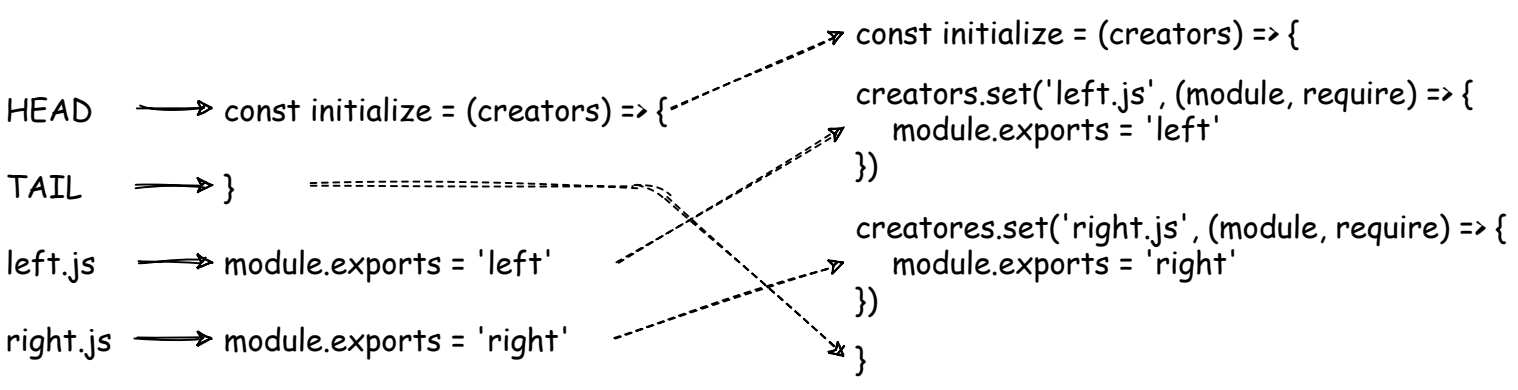 HEAD const initialize = (creators) => {
TAIL }
left.js module.exports = 'left'
right.js module.exports = 'right'
const initialize = (creators) => {
creators.set('left.js', (module, require) => {
module.exports = 'left'
})
creatores.set('right.js', (module, require) => {
module.exports = 'right'
})
}